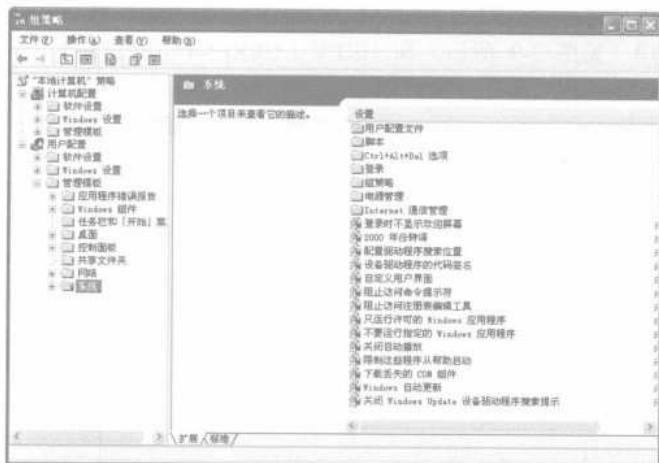 组策略
文件(F) 操作(A) 查看(V) 帮助(H)
“本地计算机”策略
计算机配置
软件设置
Windows 设置
管理模板
用户配置
软件设置
Windows 设置
管理模板
应用程序错误报告
Windows 组件
任务栏和「开始」菜
桌面
控制面板
共享文件夹
网络
系统
系统
选择一个项目来查看它的描述。
设置
用户配置文件
脚本
Ctrl+Alt+Del 选项
登录
组策略
电源管理
Internet 通信管理
登录时不显示欢迎屏幕
2000 年份解译
配置驱动程序搜索位置
设备驱动程序的代码签名
自定义用户界面
阻止访问命令提示符
阻止访问注册表编辑工具
只运行许可的 Windows 应用程序
不要运行指定的 Windows 应用程序
关闭自动播放
限制这些程序从帮助启动
下载丢失的 COM 组件
Windows 自动更新
关闭 Windows Update 设备驱动程序搜索提示
扩展 标准